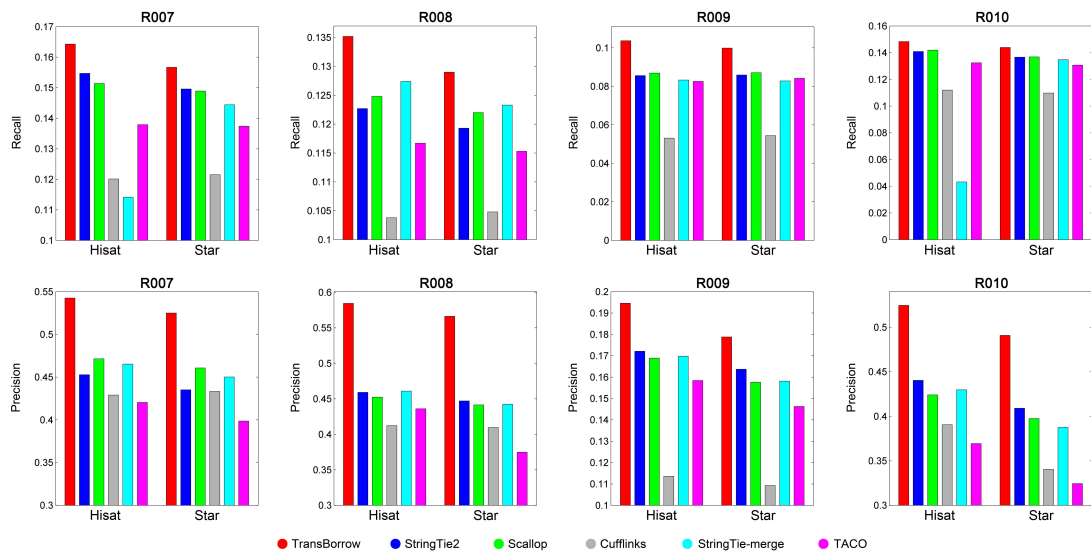 R007
R008
R009
R010
Recall
0.17
0.16
0.15
0.14
0.13
0.12
0.11
0.1
Hisat
Star
Recall
0.135
0.13
0.125
0.12
0.115
0.11
0.105
0.1
Hisat
Star
Recall
0.1
0.08
0.06
0.04
0.02
0
Hisat
Star
Recall
0.16
0.14
0.12
0.1
0.08
0.06
0.04
0.02
0
Hisat
Star
R007
R008
R009
R010
Precision
0.55
0.5
0.45
0.4
0.35
0.3
Hisat
Star
Precision
0.6
0.55
0.5
0.45
0.4
0.35
0.3
Hisat
Star
Precision
0.2
0.19
0.18
0.17
0.16
0.15
0.14
0.13
0.12
0.11
0.1
Hisat
Star
Precision
0.5
0.45
0.4
0.35
0.3
Hisat
Star
TransBorrow
StringTie2
Scallop
Cufflinks
StringTie-merge
TACO